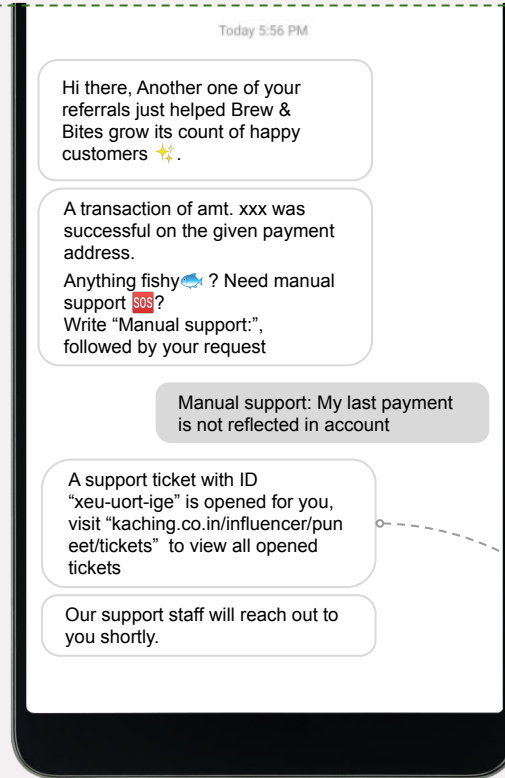 Today 5:56 PM
Hi there, Another one of your
referrals just helped Brew &
Bites grow its count of happy
customers ✨.
A transaction of amt. xxx was
successful on the given payment
address.
Anything fishy🐟 ? Need manual
support 🆘?
Write “Manual support:”,
followed by your request
Manual support: My last payment
is not reflected in account
A support ticket with ID
“xeu-uort-ige” is opened for you,
visit “kaching.co.in/influencer/pun
eet/tickets”  to view all opened
tickets
Our support staff will reach out to
you shortly.